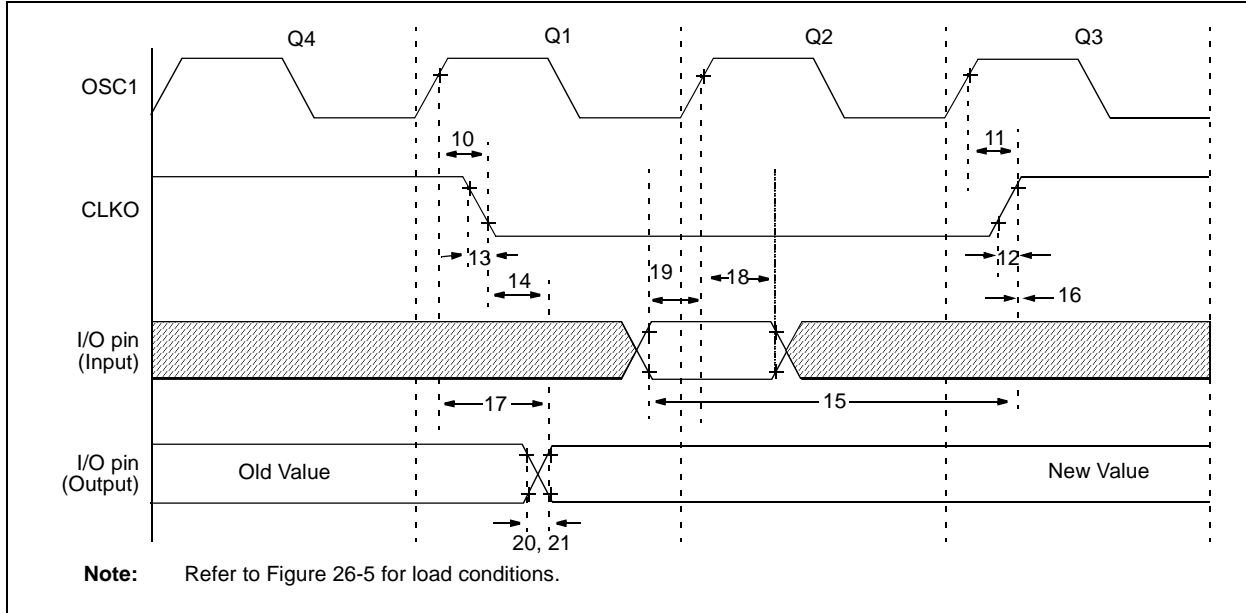 Q4
Q1
Q2
Q3
OSC1
10
11
CLKO
13
14
19
18
12
16
I/O pin
(Input)
17
15
I/O pin
(Output)
Old Value
New Value
20, 21
Note: Refer to Figure 26-5 for load conditions.